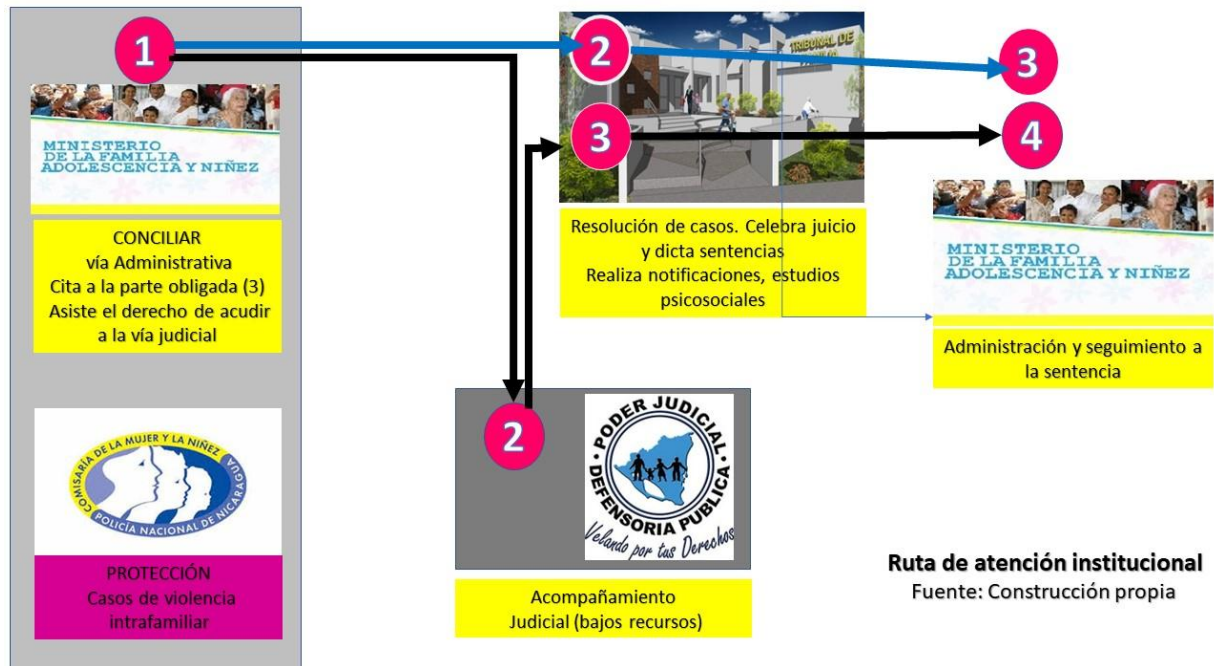 1
MINISTERIO
DE LA FAMILIA
ADOLESCENCIA Y NIÑEZ
CONCILIAR
vía Administrativa
Cita a la parte obligada (3)
Asiste el derecho de acudir
a la vía judicial
COMISARÍA DE LA MUJER Y LA NIÑEZ
POLICÍA NACIONAL DE NICARAGUA
PROTECCIÓN
Casos de violencia
intrafamiliar
2
TRIBUNAL DE
3
Resolución de casos. Celebra juicio
y dicta sentencias
Realiza notificaciones, estudios
psicosociales
2
PODER JUDICIAL
DEFENSORIA PUBLICA
Velando por tus Derechos
Acompañamiento
Judicial (bajos recursos)
3
4
MINISTERIO
DE LA FAMILIA
ADOLESCENCIA Y NIÑEZ
Administración y seguimiento a
la sentencia
Ruta de atención institucional
Fuente: Construcción propia